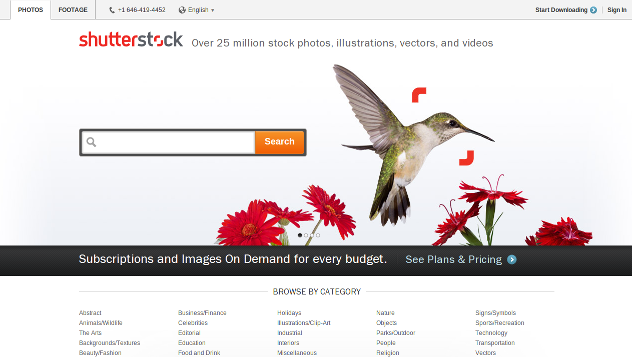 PHOTOS FOOTAGE +1 646-419-4452 English Start Downloading Sign In
shutterstock Over 25 million stock photos, illustrations, vectors, and videos
Search
Subscriptions and Images On Demand for every budget. See Plans & Pricing
BROWSE BY CATEGORY
Abstract Business/Finance Holidays Nature Signs/Symbols
Animals/Wildlife Celebrities Illustrations/Clip-Art Objects Sports/Recreation
The Arts Editorial Industrial Parks/Outdoor Technology
Backgrounds/Textures Education Interiors People Transportation
Beauty/Fashion Food and Drink Miscellaneous Religion Vectors